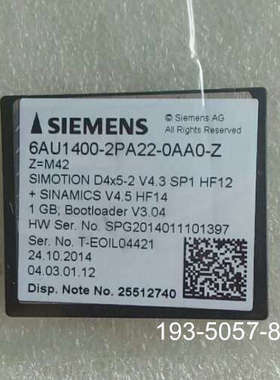 © Siemens AG
All Rights Reserved
SIEMENS
6AU1400-2PA22-0AA0-Z
Z=M42
SIMOTION D4x5-2 V4.3 SP1 HF12
+ SINAMICS V4.5 HF14
1 GB; Bootloader V3.04
HW Ser. No. SPG2014011101397
Ser. No. T-EOIL04421
24.10.2014
04.03.01.12
Disp. Note No. 25512740
193-5057-8